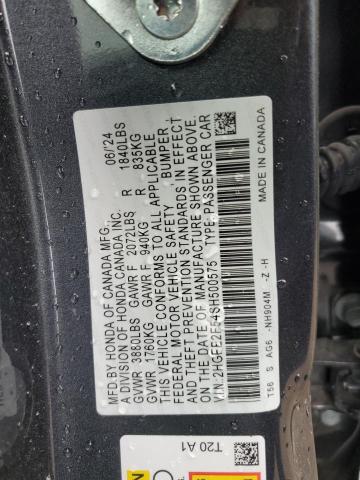 MFD BY HONDA OF CANADA MFG., 06/'24
A DIVISION OF HONDA CANADA INC.
GVWR 3880LBS GAWR F 2072LBS R 1840LBS
GVWR 1760KG GAWR F 940KG R 835KG
THIS VEHICLE CONFORMS TO ALL APPLICABLE
FEDERAL MOTOR VEHICLE SAFETY, BUMPER,
AND THEFT PREVENTION STANDARDS IN EFFECT
ON THE DATE OF MANUFACTURE SHOWN ABOVE.
V.I.N.: 2HGFE2F54SH500575 TYPE: PASSENGER CAR
T56 S AG6 -NH904M -Z -H MADE IN CANADA
T20 A1